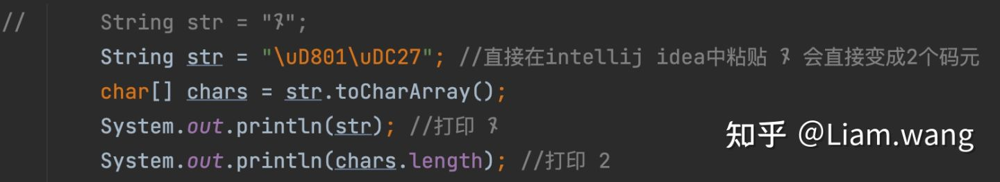 // String str = "𐐧";
String str = "\uD801\uDC27"; //直接在intellij idea中粘贴 𐐧 会直接变成2个码元
char[] chars = str.toCharArray();
System.out.println(str); //打印 𐐧
System.out.println(chars.length); //打印 2
知乎 @Liam.wang